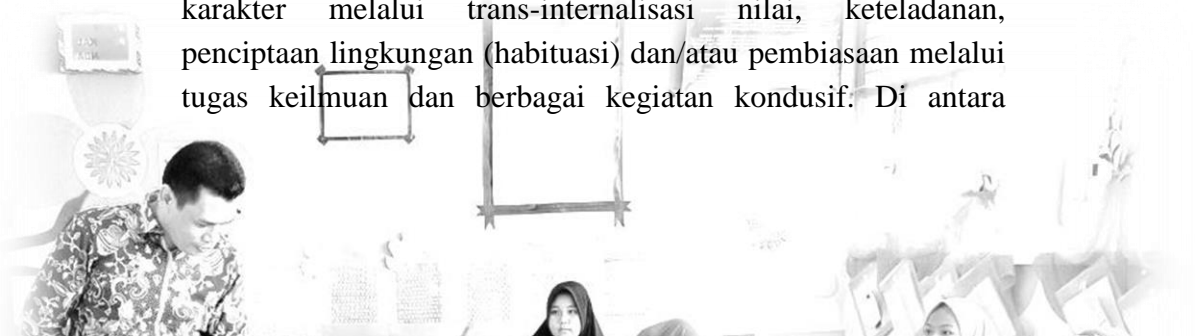 karakter melalui trans-internalisasi nilai, keteladanan,
penciptaan lingkungan (habituasi) dan/atau pembiasaan melalui
tugas keilmuan dan berbagai kegiatan kondusif. Di antara